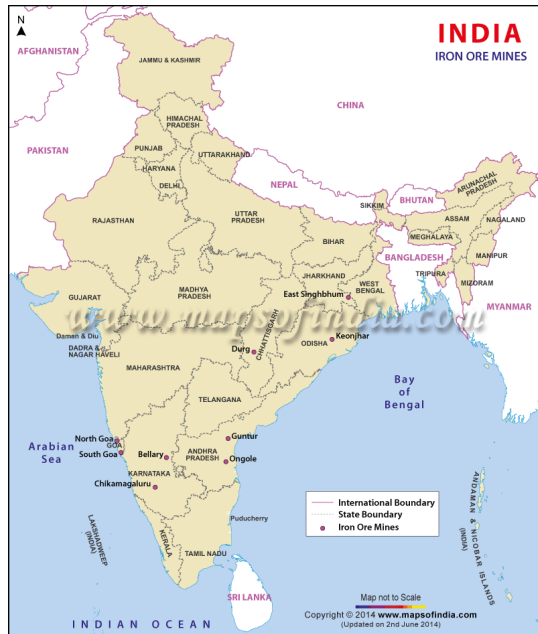 N
INDIA
IRON ORE MINES
AFGHANISTAN
JAMMU & KASHMIR
CHINA
HIMACHAL
PRADESH
PUNJAB
PAKISTAN
UTTARAKHAND
HARYANA
DELHI
NEPAL
ARUNACHAL
PRADESH
BHUTAN
SIKKIM
RAJASTHAN
UTTAR
PRADESH
ASSAM
NAGALAND
MEGHALAYA
BIHAR
BANGLADESH
MANIPUR
JHARKHAND
TRIPURA
MIZORAM
WEST
BENGAL
GUJARAT
MADHYA
PRADESH
East Singhbhum
MYANMAR
www.mapsofindia.com
CHHATTISGARH
Daman & Diu
DADRA &
NAGAR HAVELI
Durg
ODISHA
Keonjhar
MAHARASHTRA
Bay
of
Bengal
TELANGANA
Arabian
Sea
North Goa
GOA
South Goa
Bellary
Guntur
ANDHRA
PRADESH
Ongole
KARNATAKA
Chikamagaluru
ANDAMAN & NICOBAR ISLANDS
(INDIA)
International Boundary
State Boundary
Iron Ore Mines
Puducherry
LAKSHADWEEP
(INDIA)
KERALA
TAMIL NADU
SRI LANKA
Map not to Scale
Copyright © 2014 www.mapsofindia.com
(Updated on 2nd June 2014)
INDIAN OCEAN